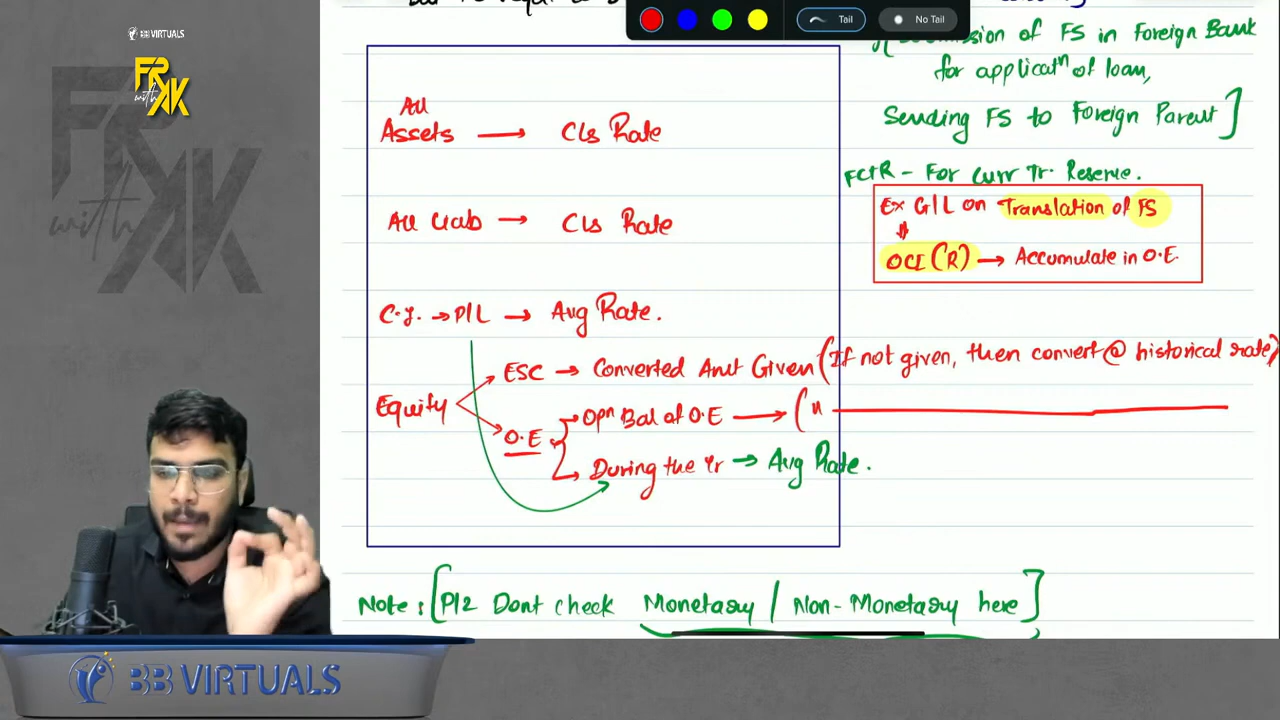 BB VIRTUALS
FR
with
AK
Tail
No Tail
of FS in Foreign Bank
for applicatⁿ of loan,
Sending FS to Foreign Parent]
FCTR - For Curr Tr. Reserve.
Ex G/L on Translation of FS
OCI (R) → Accumulate in O.E.
All
Assets → Cls Rate
All Liab → Cls Rate
C.Y. → P/L → Avg Rate.
ESC → Converted Amt Given (If not given, then convert @ historical rate)
Equity
O.E
Opⁿ Bal of O.E → ( "
During the Yr → Avg Rate.
Note: [Plz Dont check Monetary / Non-Monetary here]
BB VIRTUALS